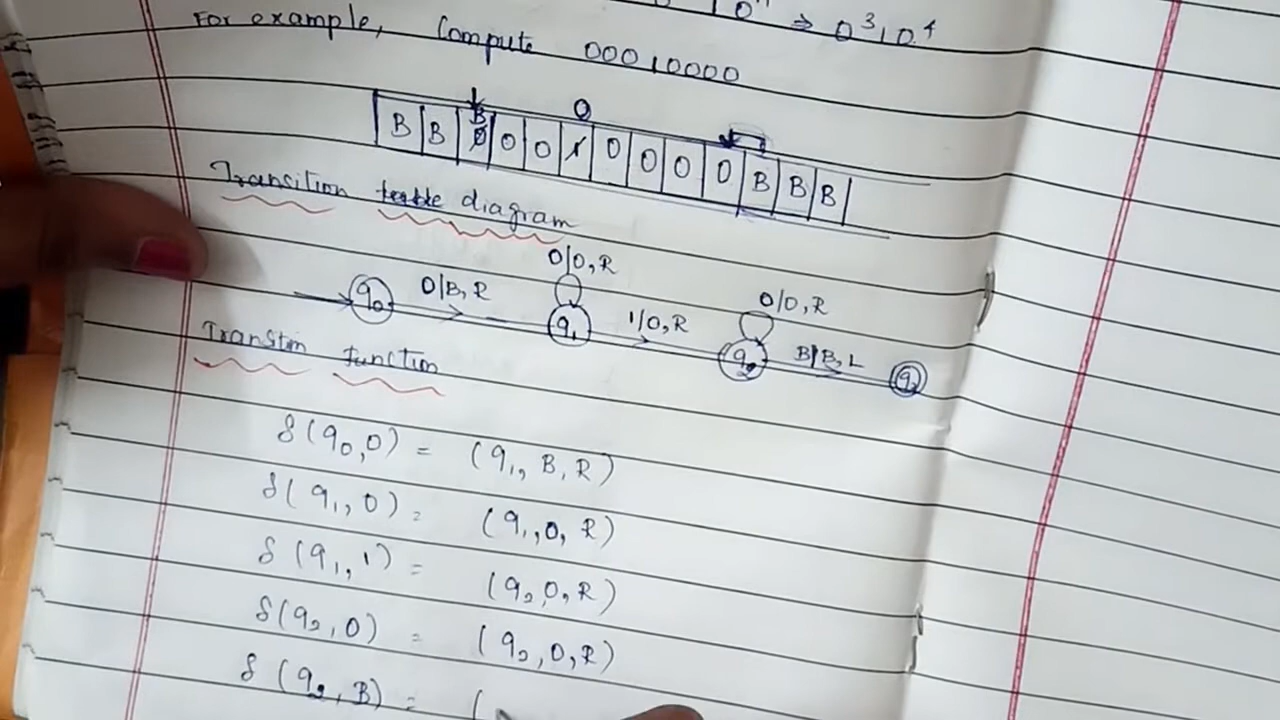 ⇒ 0³10⁴
For example, Compute 00010000
B 0
B B 0 0 0 1 0 0 0 0 B B B
Transition diagram
0/0, R
0/0, R
q₀ 0/B, R q₁ 1/0, R q₂ B/B, L
Transition function
δ(q₀,0) = (q₁, B, R)
δ(q₁,0) = (q₁,0, R)
δ(q₁,1) = (q₂,0,R)
δ(q₂,0) = (q₂,0,R)
δ(q₂,B) = (